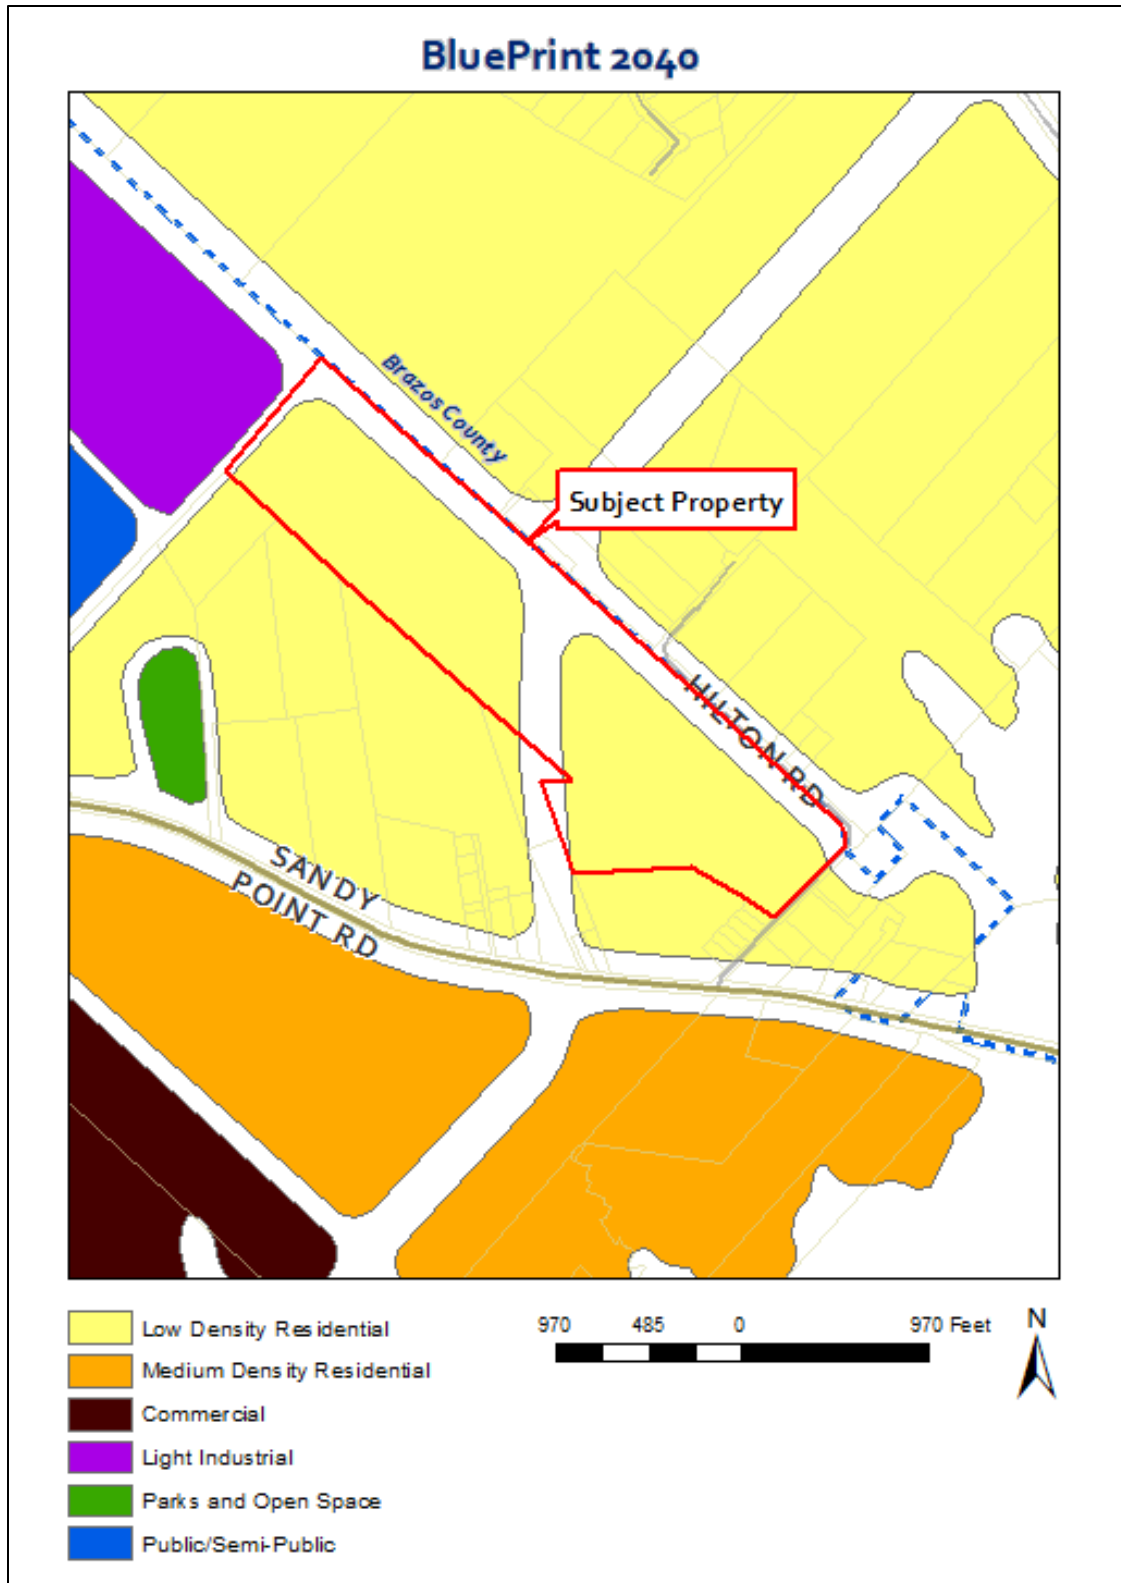 BluePrint 2040
Brazos County
Subject Property
HILTON RD
SANDY
POINT RD
Low Density Residential
Medium Density Residential
Commercial
Light Industrial
Parks and Open Space
Public/Semi-Public
970 485 0 970 Feet
N